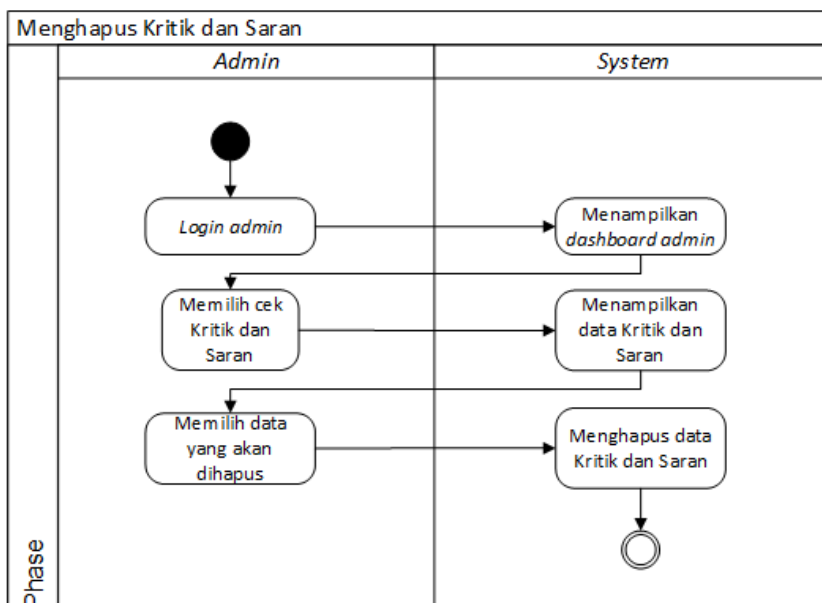 Menghapus Kritik dan Saran
Admin
System
Login admin
Menampilkan
dashboard admin
Memilih cek
Kritik dan
Saran
Menampilkan
data Kritik dan
Saran
Memilih data
yang akan
dihapus
Menghapus data
Kritik dan Saran
Phase